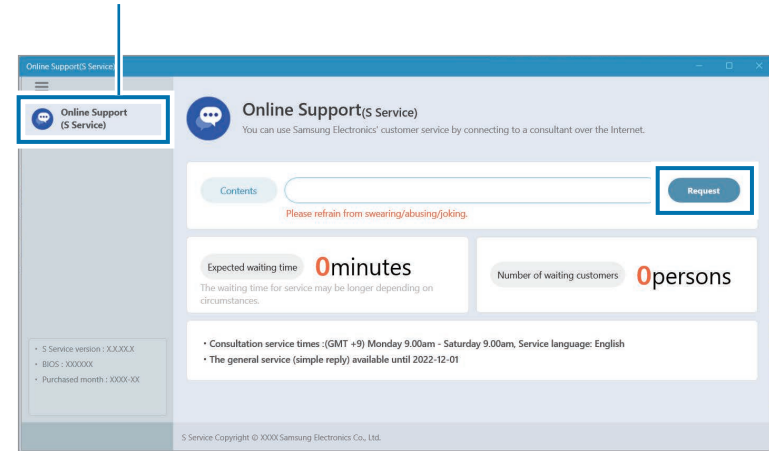 Online Support(S Service)
Online Support
(S Service)
Online Support(S Service)
You can use Samsung Electronics' customer service by connecting to a consultant over the Internet.
Contents
Request
Please refrain from swearing/abusing/joking.
Expected waiting time 0minutes
The waiting time for service may be longer depending on
circumstances.
Number of waiting customers 0persons
• Consultation service times :(GMT +9) Monday 9.00am - Saturday 9.00am, Service language: English
• The general service (simple reply) available until 2022-12-01
• S Service version : X.X.XX.X
• BIOS : XXXXXX
• Purchased month : XXXX-XX
S Service Copyright © XXXX Samsung Electronics Co., Ltd.